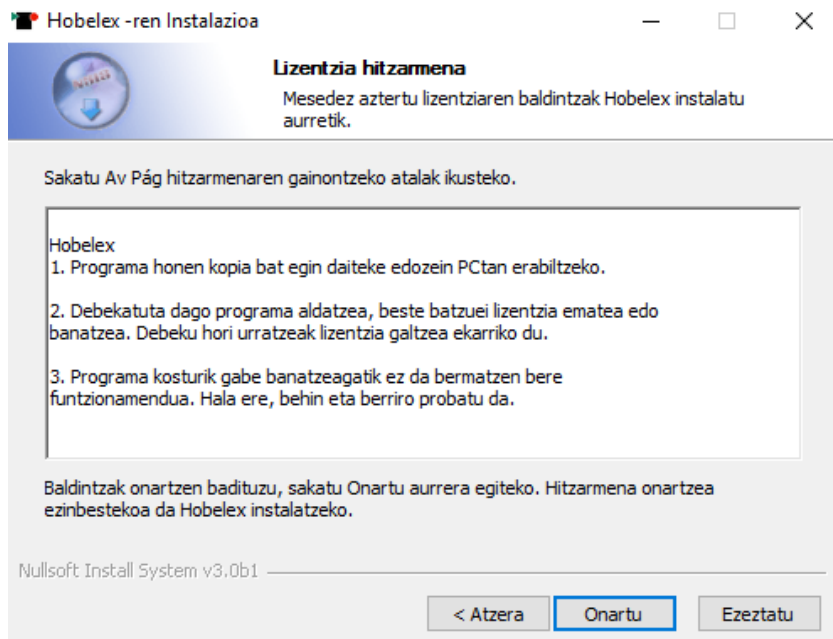 Hobelex -ren Instalazioa
Lizentzia hitzarmena
Mesedez aztertu lizentziaren baldintzak Hobelex instalatu
aurretik.
Sakatu Av Pág hitzarmenaren gainontzeko atalak ikusteko.
Hobelex
1. Programa honen kopia bat egin daiteke edozein PCtan erabiltzeko.
2. Debekatuta dago programa aldatzea, beste batzuei lizentzia ematea edo
banatzea. Debeku hori urratzeak lizentzia galtzea ekarriko du.
3. Programa kosturik gabe banatzeagatik ez da bermatzen bere
funtzionamendua. Hala ere, behin eta berriro probatu da.
Baldintzak onartzen badituzu, sakatu Onartu aurrera egiteko. Hitzarmena onartzea
ezinbestekoa da Hobelex instalatzeko.
Nullsoft Install System v3.0b1
< Atzera Onartu Ezeztatu